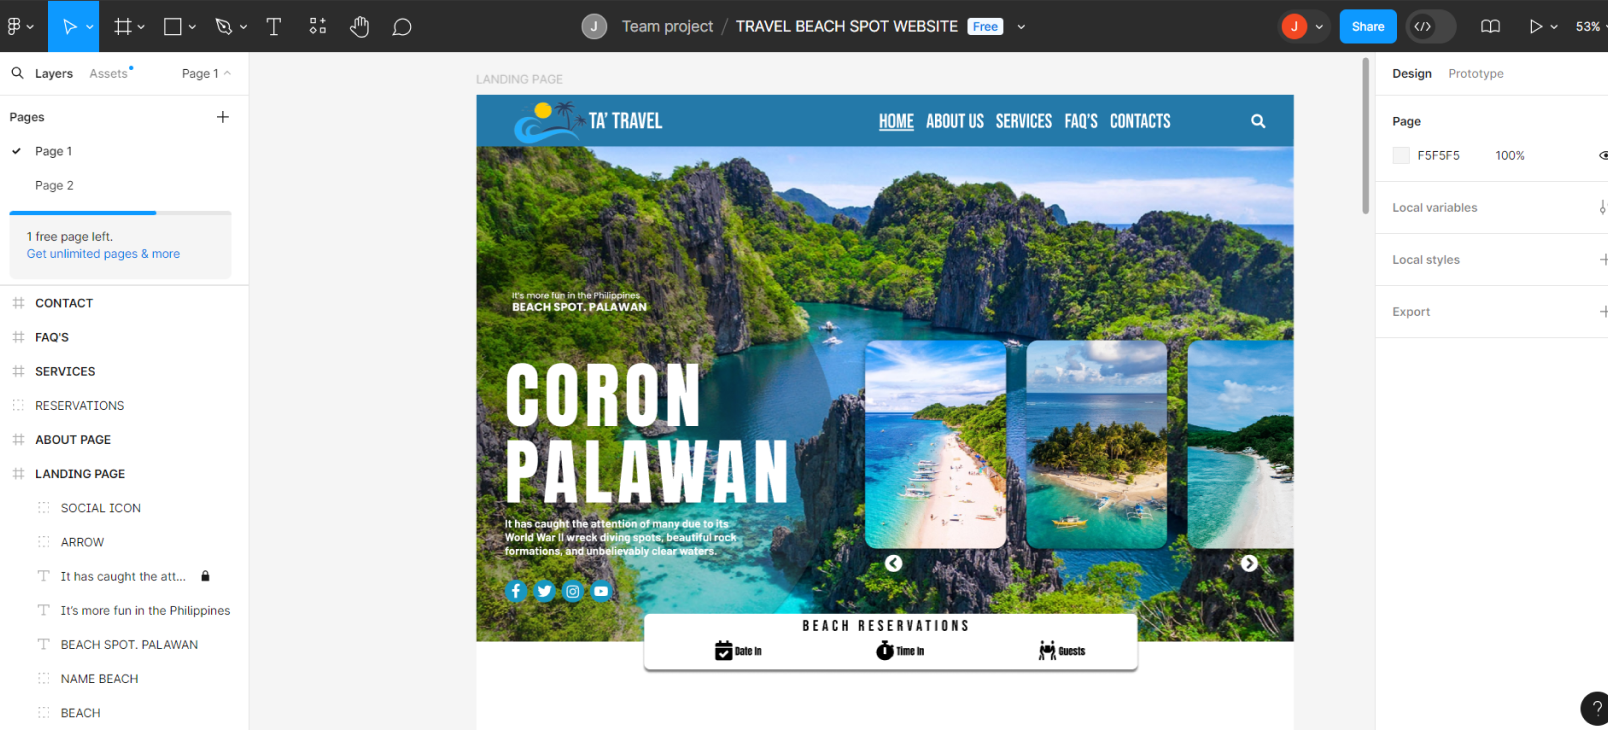 J Team project / TRAVEL BEACH SPOT WEBSITE Free
J Share 53%
Layers Assets Page 1
Pages
Page 1
Page 2
1 free page left.
Get unlimited pages & more
CONTACT
FAQ'S
SERVICES
RESERVATIONS
ABOUT PAGE
LANDING PAGE
SOCIAL ICON
ARROW
It has caught the att...
It's more fun in the Philippines
BEACH SPOT. PALAWAN
NAME BEACH
BEACH
LANDING PAGE
TA' TRAVEL
HOME ABOUT US SERVICES FAQ'S CONTACTS
It's more fun in the Philippines
BEACH SPOT. PALAWAN
CORON
PALAWAN
It has caught the attention of many due to its
World War II wreck diving spots, beautiful rock
formations, and unbelievably clear waters.
BEACH RESERVATIONS
Date In Time In Guests
Design Prototype
Page
F5F5F5 100%
Local variables
Local styles
Export
?